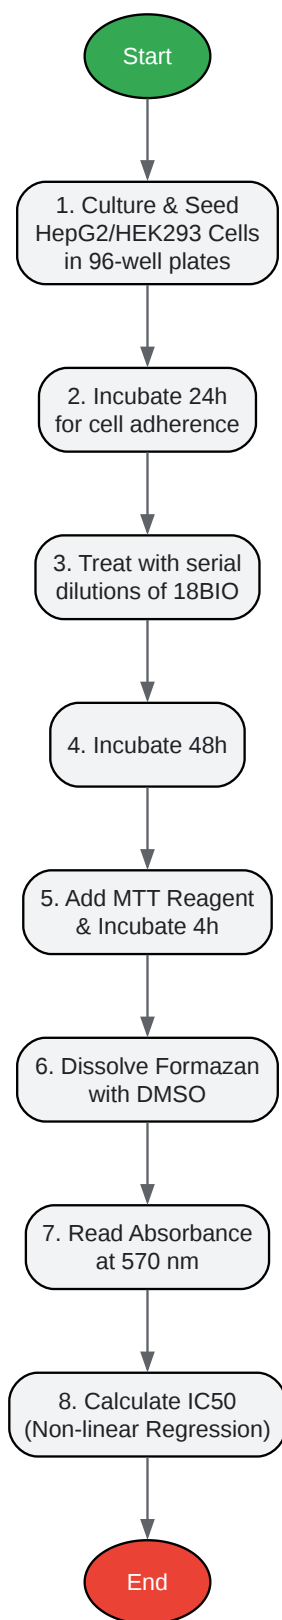 Start
1. Culture & Seed
HepG2/HEK293 Cells
in 96-well plates
2. Incubate 24h
for cell adherence
3. Treat with serial
dilutions of 18BIO
4. Incubate 48h
5. Add MTT Reagent
& Incubate 4h
6. Dissolve Formazan
with DMSO
7. Read Absorbance
at 570 nm
8. Calculate IC50
(Non-linear Regression)
End